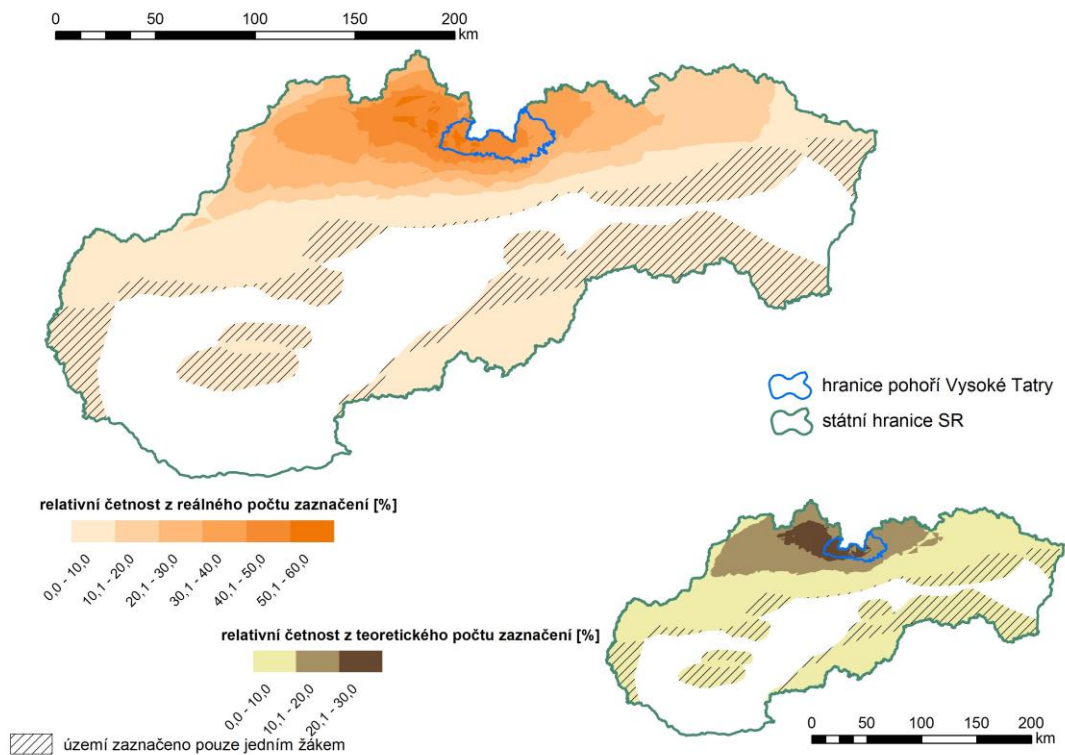 0 50 100 150 200
km
hranice pohoří Vysoké Tatry
státní hranice SR
relativní četnost z reálného počtu zaznačení [%]
0,0 - 10,0
10,1 - 20,0
20,1 - 30,0
30,1 - 40,0
40,1 - 50,0
50,1 - 60,0
relativní četnost z teoretického počtu zaznačení [%]
0,0 - 10,0
10,1 - 20,0
20,1 - 30,0
území zaznačeno pouze jedním žákem
0 50 100 150 200
km